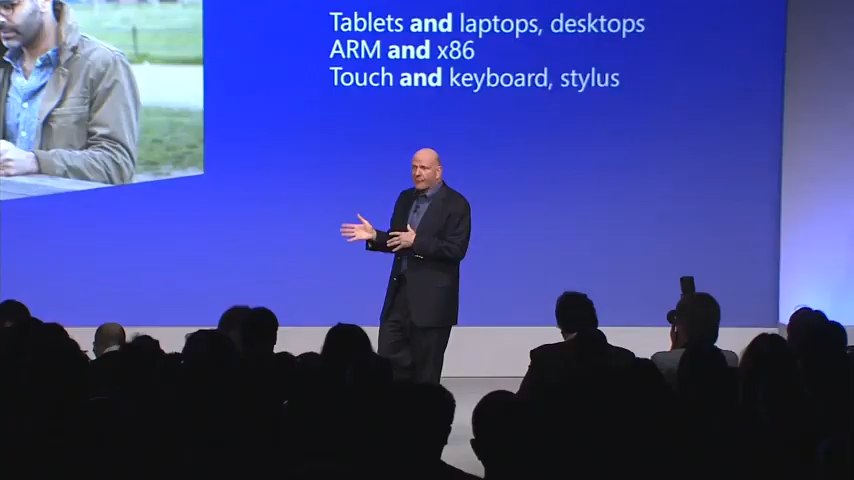 Tablets and laptops, desktops
ARM and x86
Touch and keyboard, stylus